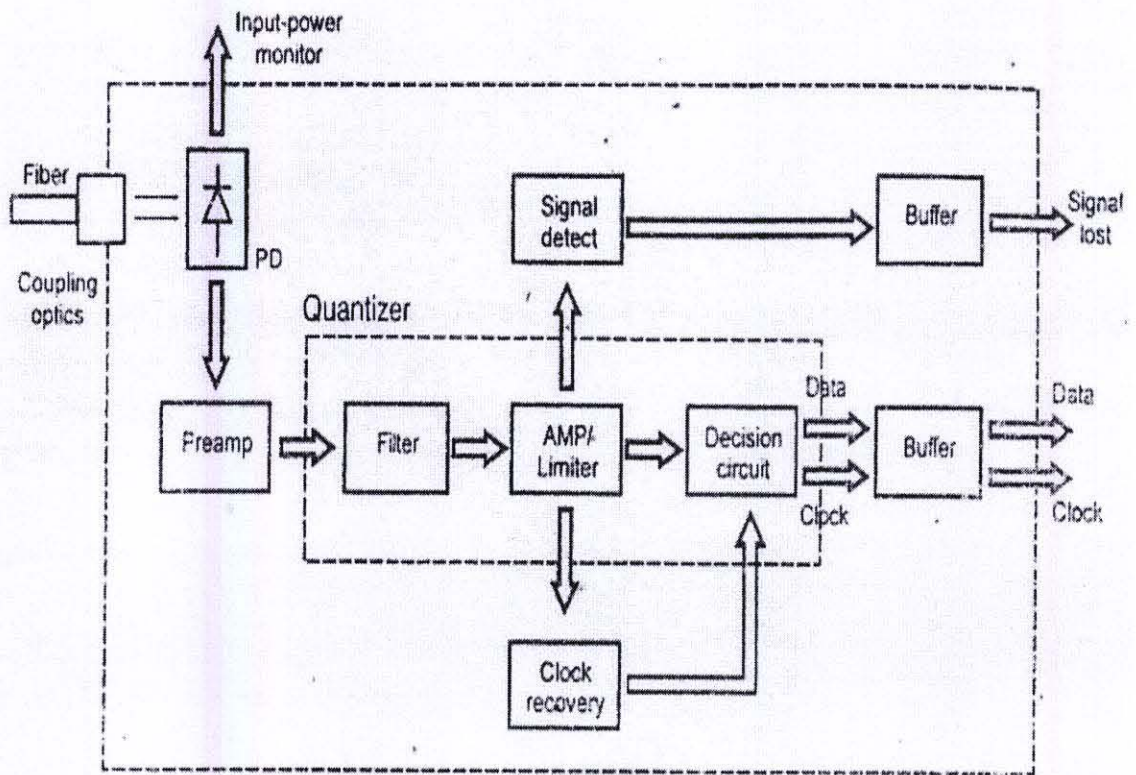 Input-power
monitor
Fiber
PD
Coupling
optics
Signal
detect
Buffer
Signal
lost
Quantizer
Preamp
Filter
AMP/
Limiter
Decision
circuit
Data
Clock
Buffer
Data
Clock
Clock
recovery